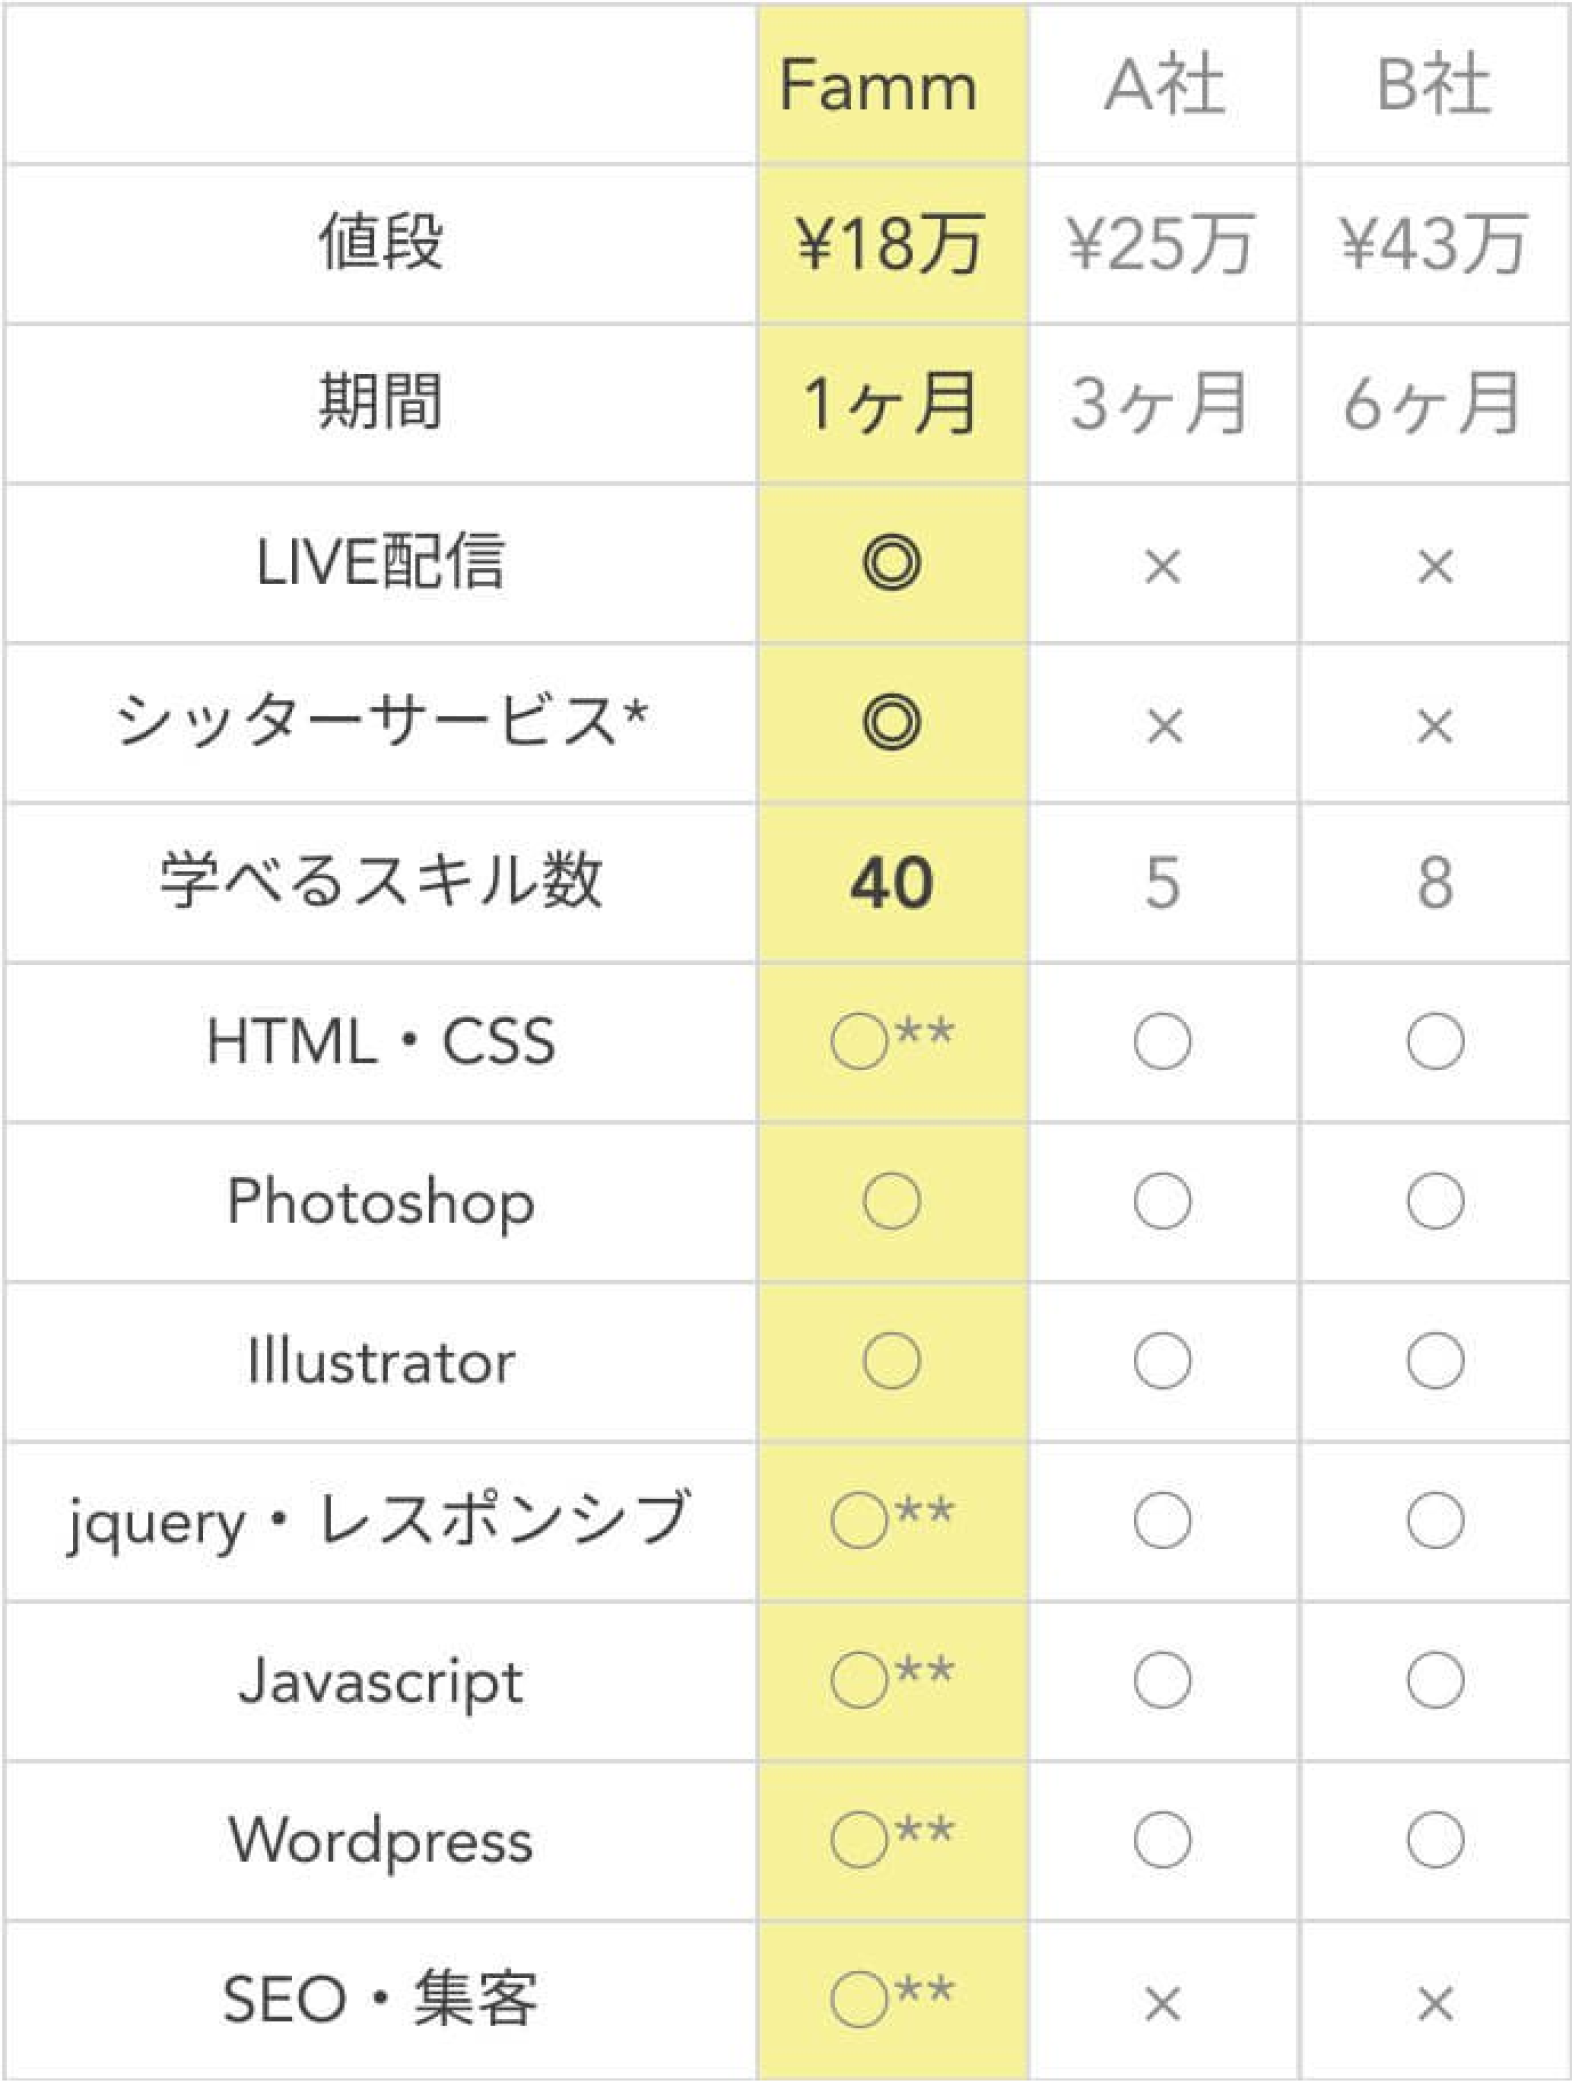 Famm A社 B社
値段 ¥18万 ¥25万 ¥43万
期間 1ヶ月 3ヶ月 6ヶ月
LIVE配信 ◎ × ×
シッターサービス* ◎ × ×
学べるスキル数 40 5 8
HTML・CSS ○** ○ ○
Photoshop ○ ○ ○
Illustrator ○ ○ ○
jquery・レスポンシブ ○** ○ ○
Javascript ○** ○ ○
Wordpress ○** ○ ○
SEO・集客 ○** × ×